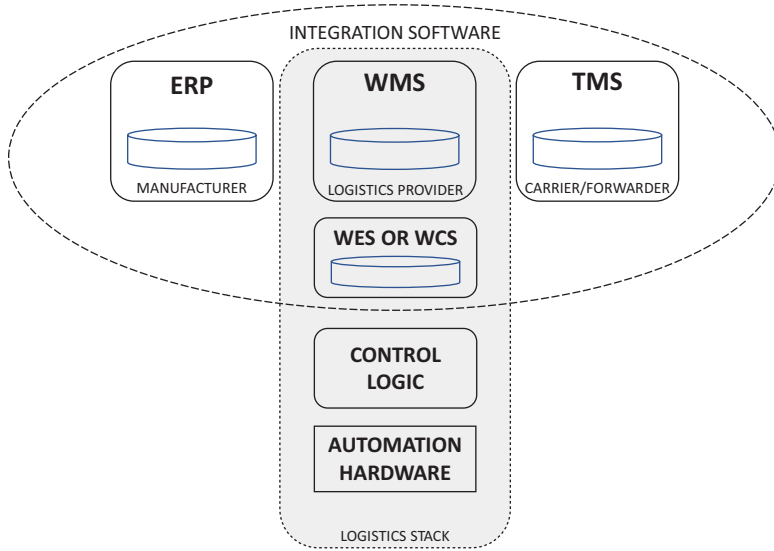 INTEGRATION SOFTWARE
ERP
WMS
TMS
MANUFACTURER
LOGISTICS PROVIDER
CARRIER/FORWARDER
WES OR WCS
CONTROL
LOGIC
AUTOMATION
HARDWARE
LOGISTICS STACK